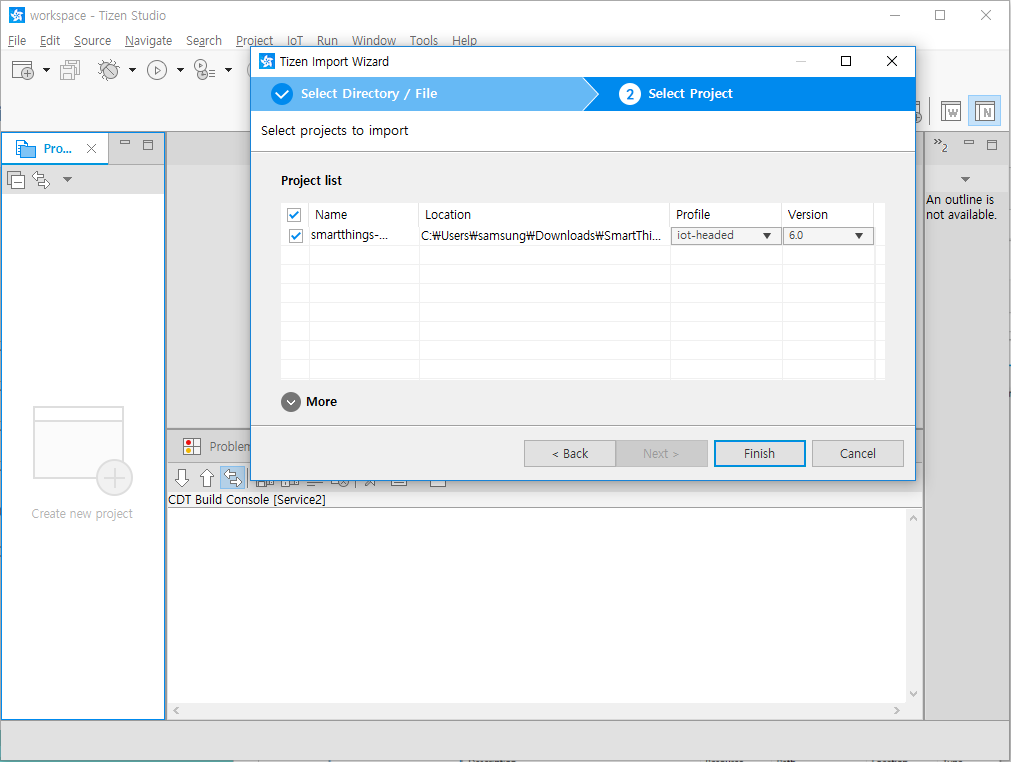 workspace - Tizen Studio
File Edit Source Navigate Search Project IoT Run Window Tools Help
Tizen Import Wizard
Select Directory / File
2 Select Project
Select projects to import
Project list
Name Location Profile Version
smartthings-... C:₩Users₩samsung₩Downloads₩SmartThi... iot-headed 6.0
More
< Back Next > Finish Cancel
Pro...
Create new project
W N
»2
An outline is
not available.
CDT Build Console [Service2]